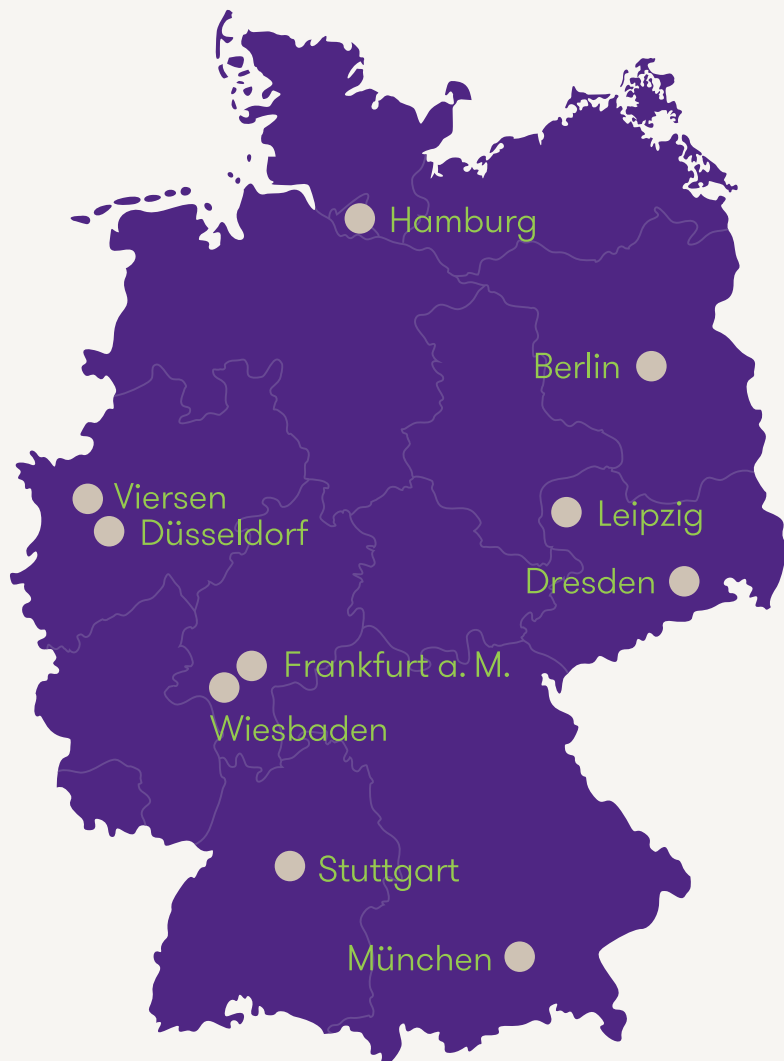 Hamburg
Berlin
Viersen
Düsseldorf
Leipzig
Dresden
Frankfurt a. M.
Wiesbaden
Stuttgart
München